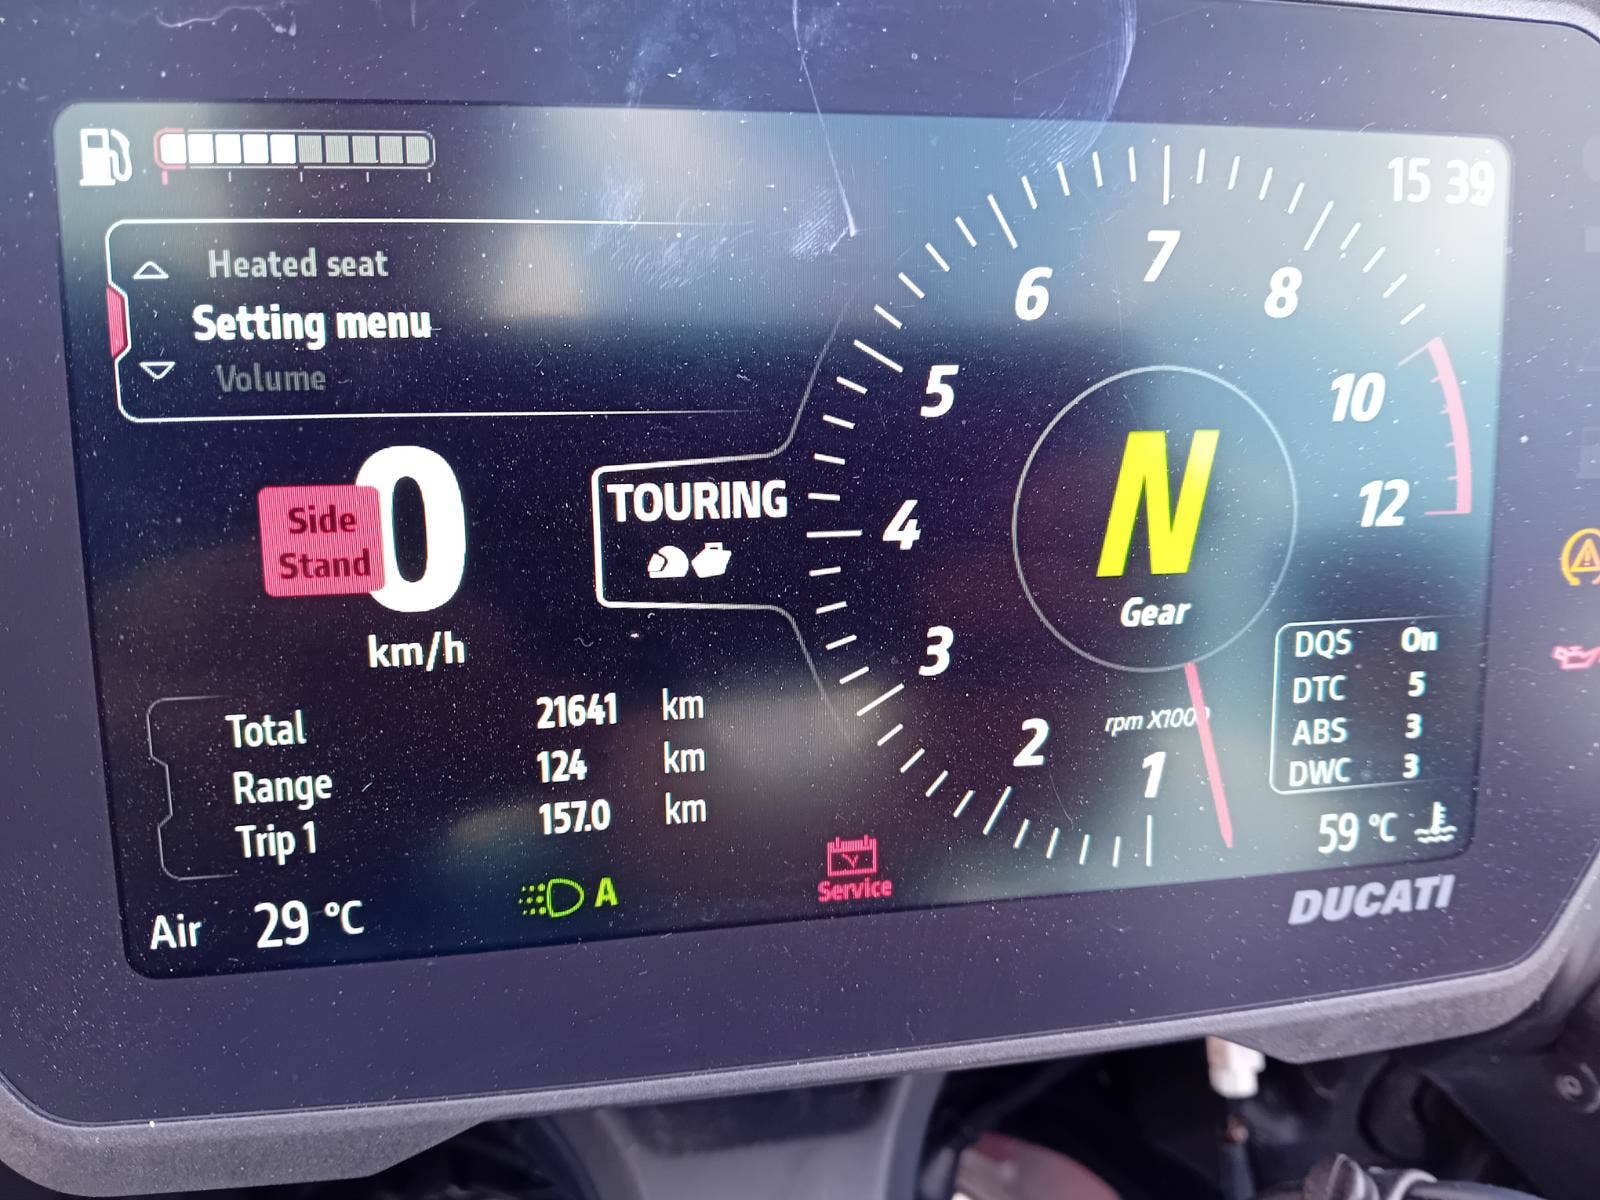 15 39
Heated seat
Setting menu
Volume
Side
Stand
0
km/h
TOURING
1
2
3
4
5
6
7
8
10
12
N
Gear
DQS On
DTC 5
ABS 3
DWC 3
Total 21641 km
Range 124 km
Trip 1 157.0 km
59 °C
Air 29 °C
A
Service
DUCATI